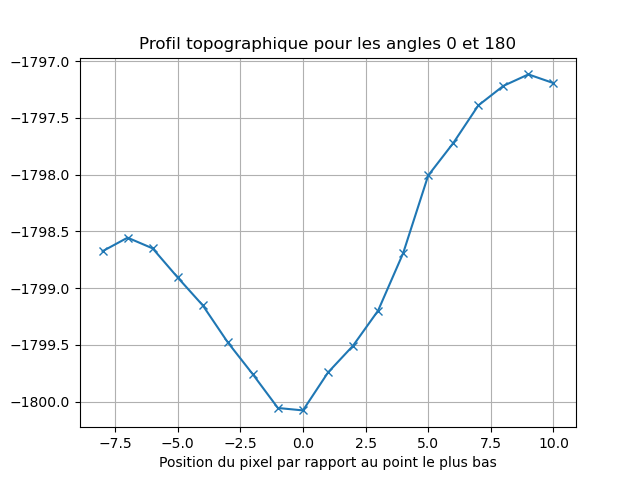 Profil topographique pour les angles 0 et 180
−1797.0
−1797.5
−1798.0
−1798.5
−1799.0
−1799.5
−1800.0
−7.5 −5.0 −2.5 0.0 2.5 5.0 7.5 10.0
Position du pixel par rapport au point le plus bas